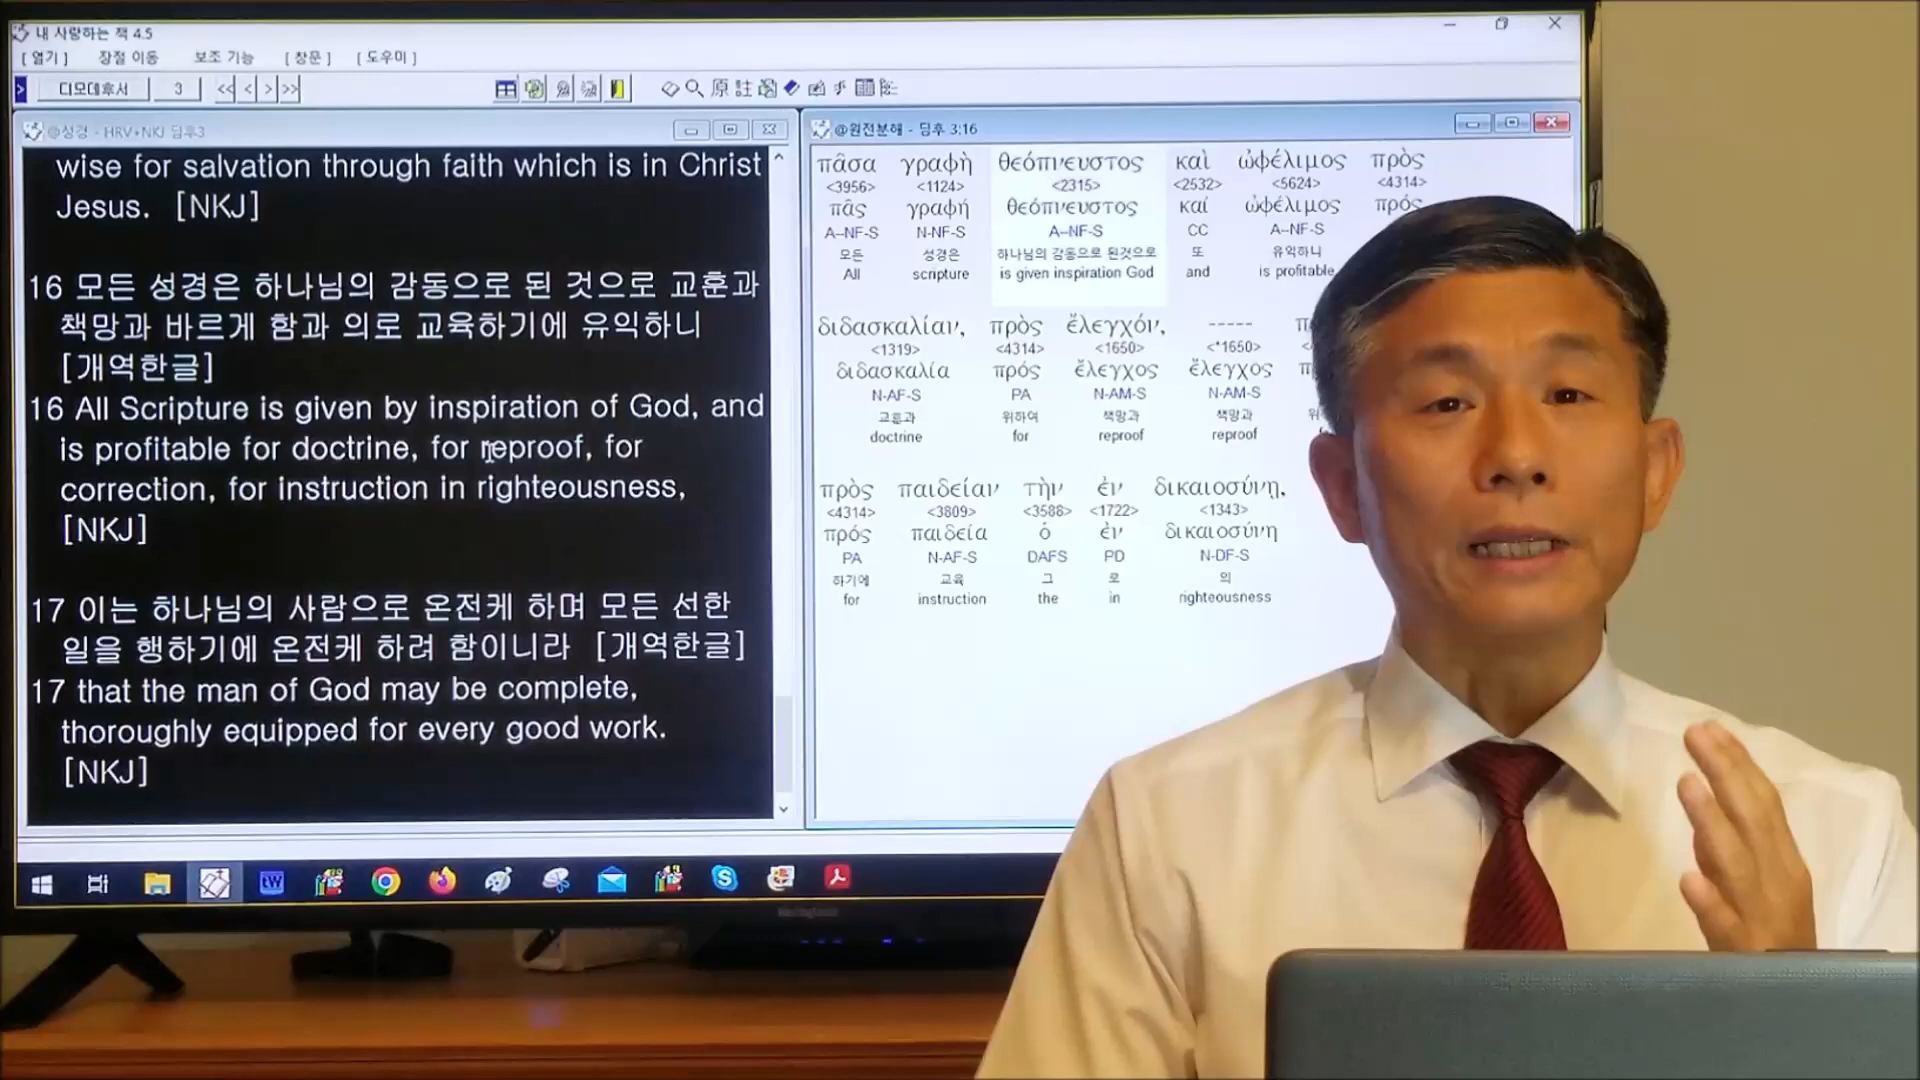 내 사랑하는 책 4.5
[ 열기 ] 장절 이동 보조 기능 [ 창문 ] [ 도우미 ]
디모데후서 3 << < > >>
原 註
@성경 - HRV+NKJ 딤후3
wise for salvation through faith which is in Christ
Jesus. [NKJ]
16 모든 성경은 하나님의 감동으로 된 것으로 교훈과
책망과 바르게 함과 의로 교육하기에 유익하니
[개역한글]
16 All Scripture is given by inspiration of God, and
is profitable for doctrine, for reproof, for
correction, for instruction in righteousness,
[NKJ]
17 이는 하나님의 사람으로 온전케 하며 모든 선한
일을 행하기에 온전케 하려 함이니라 [개역한글]
17 that the man of God may be complete,
thoroughly equipped for every good work.
[NKJ]
@원전분해 - 딤후 3:16
πᾶσα γραφὴ θεόπνευστος καὶ ὠφέλιμος πρὸς
<3956> <1124> <2315> <2532> <5624> <4314>
πᾶς γραφή θεόπνευστος καί ὠφέλιμος πρός
A--NF-S N-NF-S A--NF-S CC A--NF-S
모든 성경은 하나님의 감동으로 된것으로 또 유익하니
All scripture is given inspiration God and is profitable
διδασκαλίαν, πρὸς ἔλεγχόν, -----
<1319> <4314> <1650> <*1650>
διδασκαλία πρός ἔλεγχος ἔλεγχος
N-AF-S PA N-AM-S N-AM-S
교훈과 위하여 책망과 책망과
doctrine for reproof reproof
πρὸς παιδείαν τὴν ἐν δικαιοσύνῃ,
<4314> <3809> <3588> <1722> <1343>
πρός παιδεία ὁ ἐν δικαιοσύνη
PA N-AF-S DAFS PD N-DF-S
하기에 교육 그 로 의
for instruction the in righteousness